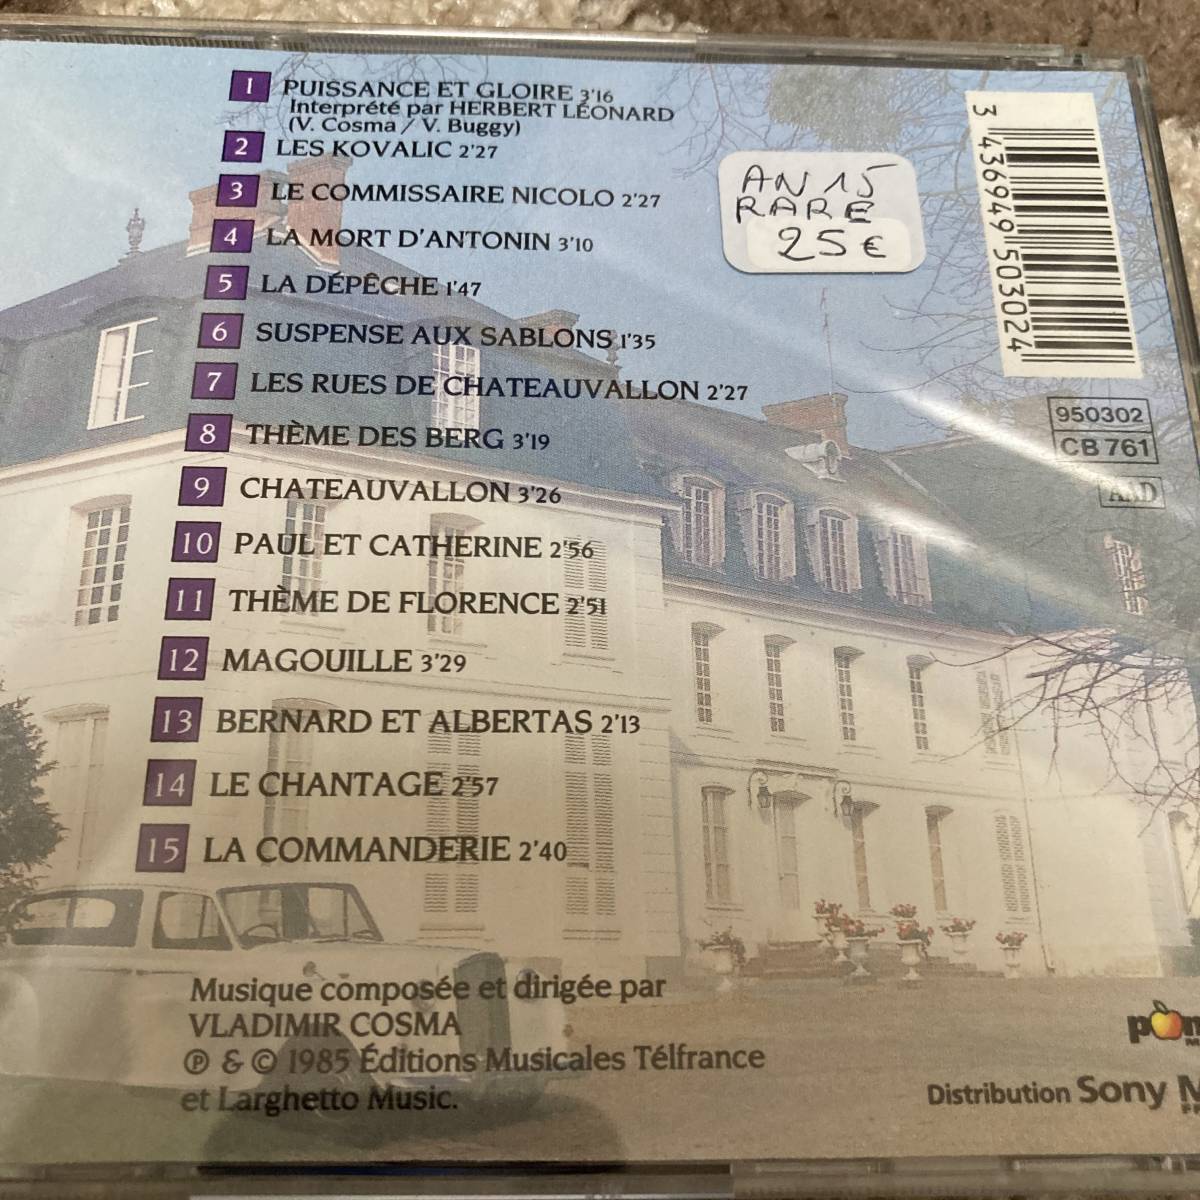 1 PUISSANCE ET GLOIRE 3'16
Interprété par HERBERT LÉONARD
(V. Cosma / V. Buggy)
2 LES KOVALIC 2'27
3 LE COMMISSAIRE NICOLO 2'27
4 LA MORT D'ANTONIN 3'10
5 LA DÉPÊCHE 1'47
6 SUSPENSE AUX SABLONS 1'35
7 LES RUES DE CHATEAUVALLON 2'27
8 THÈME DES BERG 3'19
9 CHATEAUVALLON 3'26
10 PAUL ET CATHERINE 2'56
11 THÈME DE FLORENCE 2'51
12 MAGOUILLE 3'29
13 BERNARD ET ALBERTAS 2'13
14 LE CHANTAGE 2'57
15 LA COMMANDERIE 2'40
AN 15
RARE
25 €
3 436949 503024
950302
CB 761
AAD
Musique composée et dirigée par
VLADIMIR COSMA
℗ & © 1985 Éditions Musicales Télfrance
et Larghetto Music.
Distribution Sony